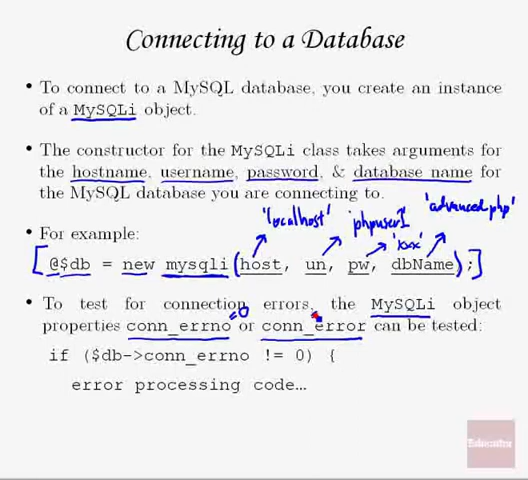 Connecting to a Database
• To connect to a MySQL database, you create an instance
of a MySQLi object.
• The constructor for the MySQLi class takes arguments for
the hostname, username, password, & database name for
the MySQL database you are connecting to.
'localhost' 'phpuser1' 'advancedphp'
• For example:
'xxx'
[@$db = new mysqli(host, un, pw, dbName);]
• To test for connection errors, the MySQLi object
=0
properties conn_errno or conn_error can be tested:
if ($db->conn_errno != 0) {
error processing code…
Educator